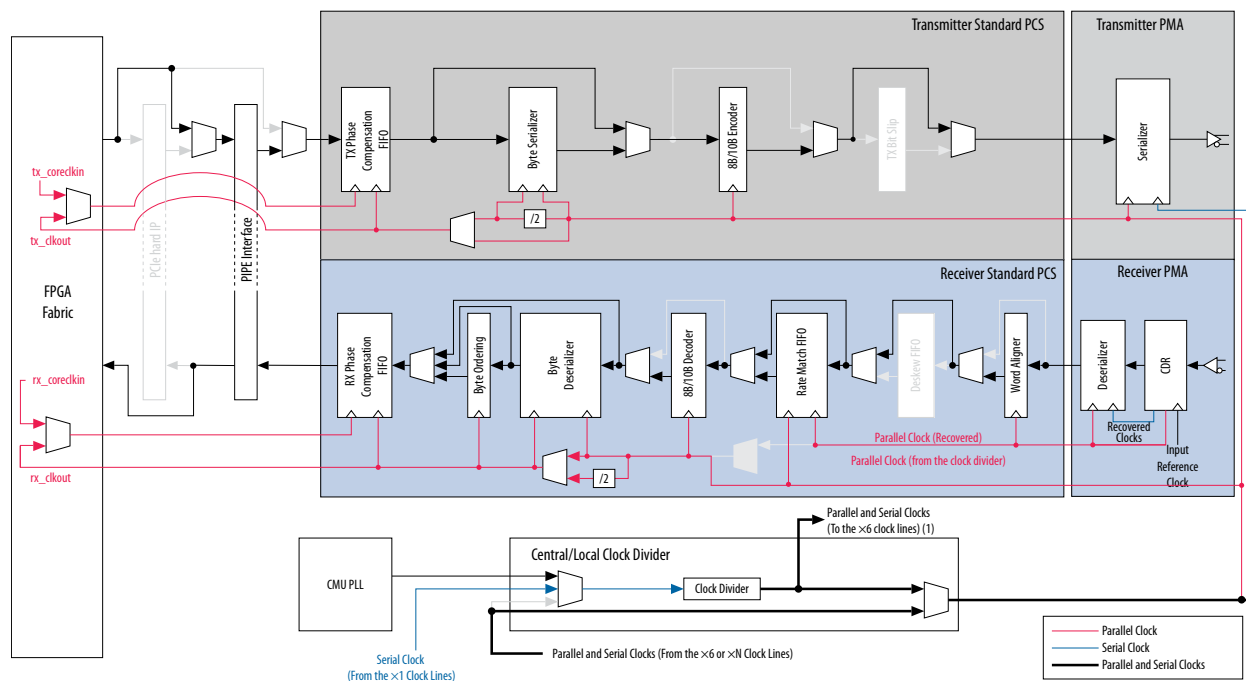 Transmitter Standard PCS
Transmitter PMA
TX Phase
Compensation
FIFO
Byte Serializer
8B/10B Encoder
TX Bit Slip
Serializer
tx_coreclkin
tx_clkout
/2
PCIe hard IP
PIPE Interface
FPGA
Fabric
Receiver Standard PCS
Receiver PMA
RX Phase
Compensation
FIFO
Byte Ordering
Byte
Deserializer
8B/10B Decoder
Rate Match FIFO
Deskew FIFO
Word Aligner
Deserializer
CDR
rx_coreclkin
rx_clkout
/2
Parallel Clock (Recovered)
Parallel Clock (from the clock divider)
Recovered
Clocks
Input
Reference
Clock
Parallel and Serial Clocks
(To the ×6 clock lines) (1)
Central/Local Clock Divider
CMU PLL
Clock Divider
Serial Clock
(From the ×1 Clock Lines)
Parallel and Serial Clocks (From the ×6 or ×N Clock Lines)
Parallel Clock
Serial Clock
Parallel and Serial Clocks